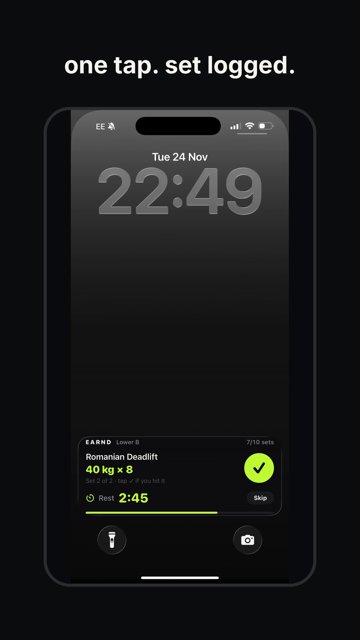 one tap. set logged.
EE
Tue 24 Nov
22:49
EARND Lower B 7/10 sets
Romanian Deadlift
40 kg × 8
Set 2 of 2 · tap ✓ if you hit it
Rest 2:45 Skip